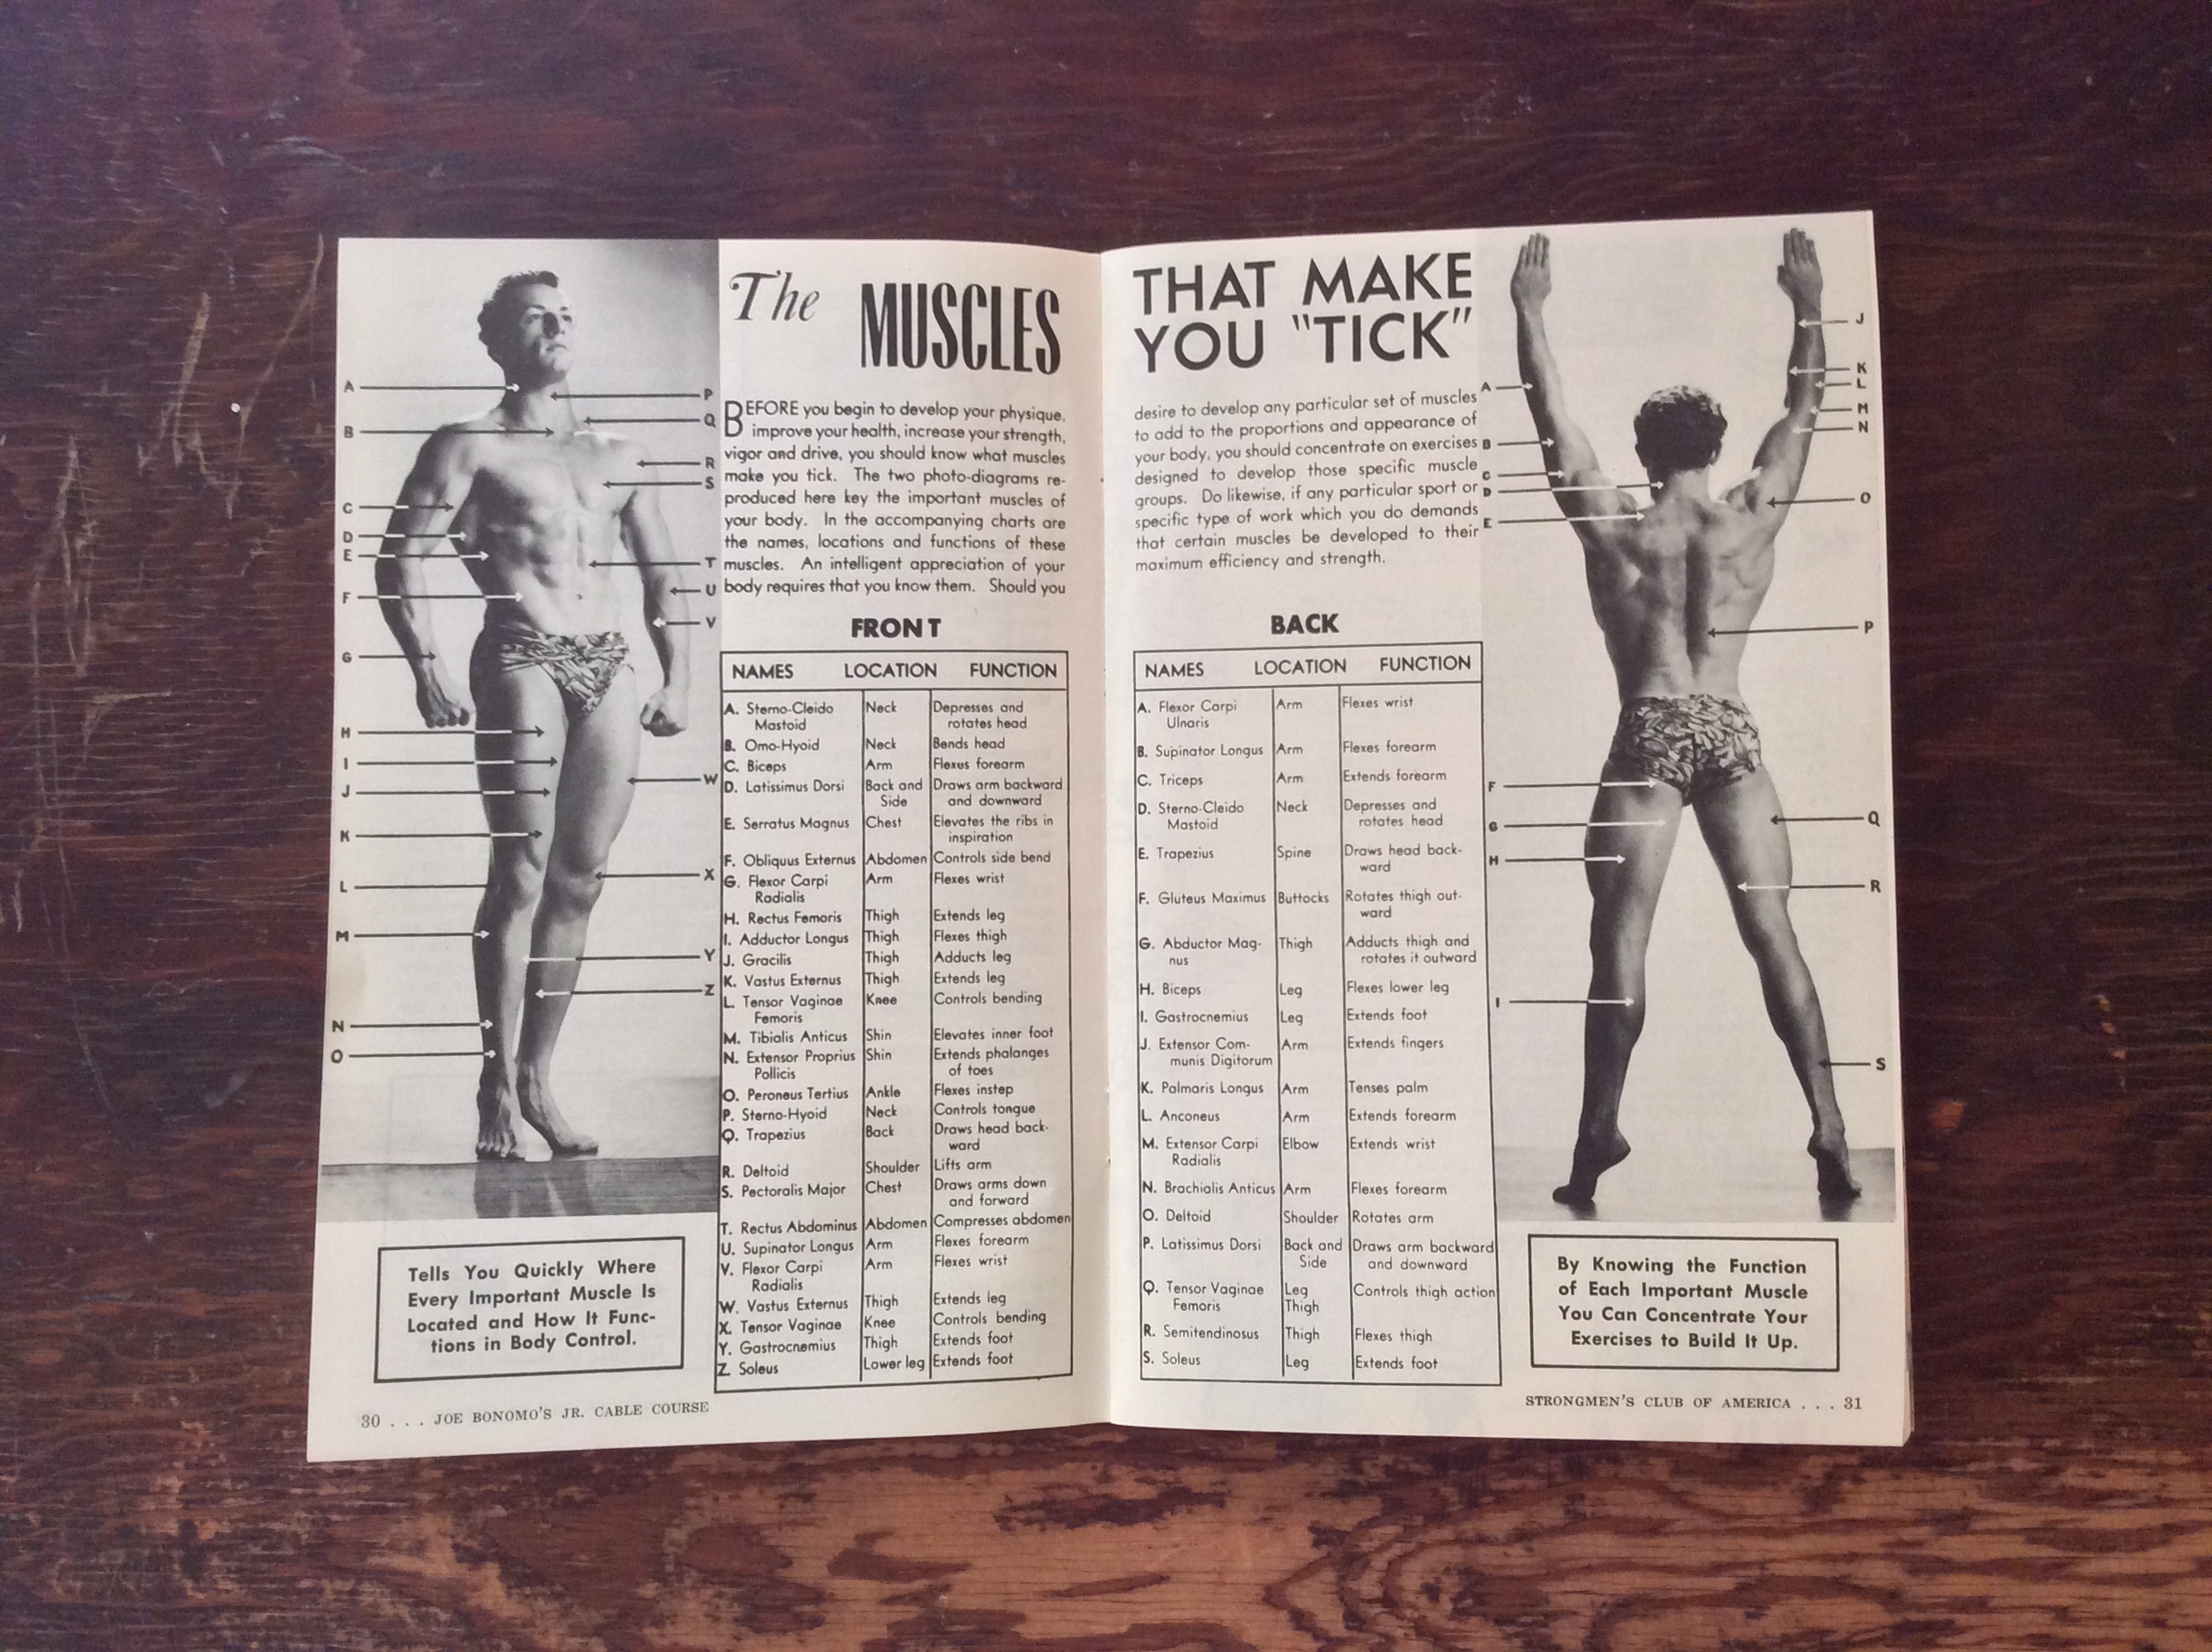 The MUSCLES
BEFORE you begin to develop your physique,
improve your health, increase your strength,
vigor and drive, you should know what muscles
make you tick. The two photo-diagrams re-
produced here key the important muscles of
your body. In the accompanying charts are
the names, locations and functions of these
muscles. An intelligent appreciation of your
body requires that you know them. Should you
A
B
C
D
E
F
G
H
I
J
K
L
M
N
O
P
Q
R
S
T
U
V
W
X
Y
Z
FRONT
NAMES LOCATION FUNCTION
A. Sterno-Cleido Neck Depresses and
Mastoid rotates head
B. Omo-Hyoid Neck Bends head
C. Biceps Arm Flexus forearm
D. Latissimus Dorsi Back and Draws arm backward
Side and downward
E. Serratus Magnus Chest Elevates the ribs in
inspiration
F. Obliquus Externus Abdomen Controls side bend
G. Flexor Carpi Arm Flexes wrist
Radialis
H. Rectus Femoris Thigh Extends leg
I. Adductor Longus Thigh Flexes thigh
J. Gracilis Thigh Adducts leg
K. Vastus Externus Thigh Extends leg
L. Tensor Vaginae Knee Controls bending
Femoris
M. Tibialis Anticus Shin Elevates inner foot
N. Extensor Proprius Shin Extends phalanges
Pollicis of toes
O. Peroneus Tertius Ankle Flexes instep
P. Sterno-Hyoid Neck Controls tongue
Q. Trapezius Back Draws head back-
ward
R. Deltoid Shoulder Lifts arm
S. Pectoralis Major Chest Draws arms down
and forward
T. Rectus Abdominus Abdomen Compresses abdomen
U. Supinator Longus Arm Flexes forearm
V. Flexor Carpi Arm Flexes wrist
Radialis
W. Vastus Externus Thigh Extends leg
X. Tensor Vaginae Knee Controls bending
Y. Gastrocnemius Thigh Extends foot
Z. Soleus Lower leg Extends foot
Tells You Quickly Where
Every Important Muscle Is
Located and How It Func-
tions in Body Control.
30 . . . JOE BONOMO'S JR. CABLE COURSE
THAT MAKE
YOU "TICK"
desire to develop any particular set of muscles
to add to the proportions and appearance of
your body, you should concentrate on exercises
designed to develop those specific muscle
groups. Do likewise, if any particular sport or
specific type of work which you do demands
that certain muscles be developed to their
maximum efficiency and strength.
A
B
C
D
E
F
G
H
I
J
K
L
M
N
O
P
Q
R
S
BACK
NAMES LOCATION FUNCTION
A. Flexor Carpi Arm Flexes wrist
Ulnaris
B. Supinator Longus Arm Flexes forearm
C. Triceps Arm Extends forearm
D. Sterno-Cleido Neck Depresses and
Mastoid rotates head
E. Trapezius Spine Draws head back-
ward
F. Gluteus Maximus Buttocks Rotates thigh out-
ward
G. Abductor Mag- Thigh Adducts thigh and
nus rotates it outward
H. Biceps Leg Flexes lower leg
I. Gastrocnemius Leg Extends foot
J. Extensor Com- Arm Extends fingers
munis Digitorum
K. Palmaris Longus Arm Tenses palm
L. Anconeus Arm Extends forearm
M. Extensor Carpi Elbow Extends wrist
Radialis
N. Brachialis Anticus Arm Flexes forearm
O. Deltoid Shoulder Rotates arm
P. Latissimus Dorsi Back and Draws arm backward
Side and downward
Q. Tensor Vaginae Leg Controls thigh action
Femoris Thigh
R. Semitendinosus Thigh Flexes thigh
S. Soleus Leg Extends foot
By Knowing the Function
of Each Important Muscle
You Can Concentrate Your
Exercises to Build It Up.
STRONGMEN'S CLUB OF AMERICA . . . 31